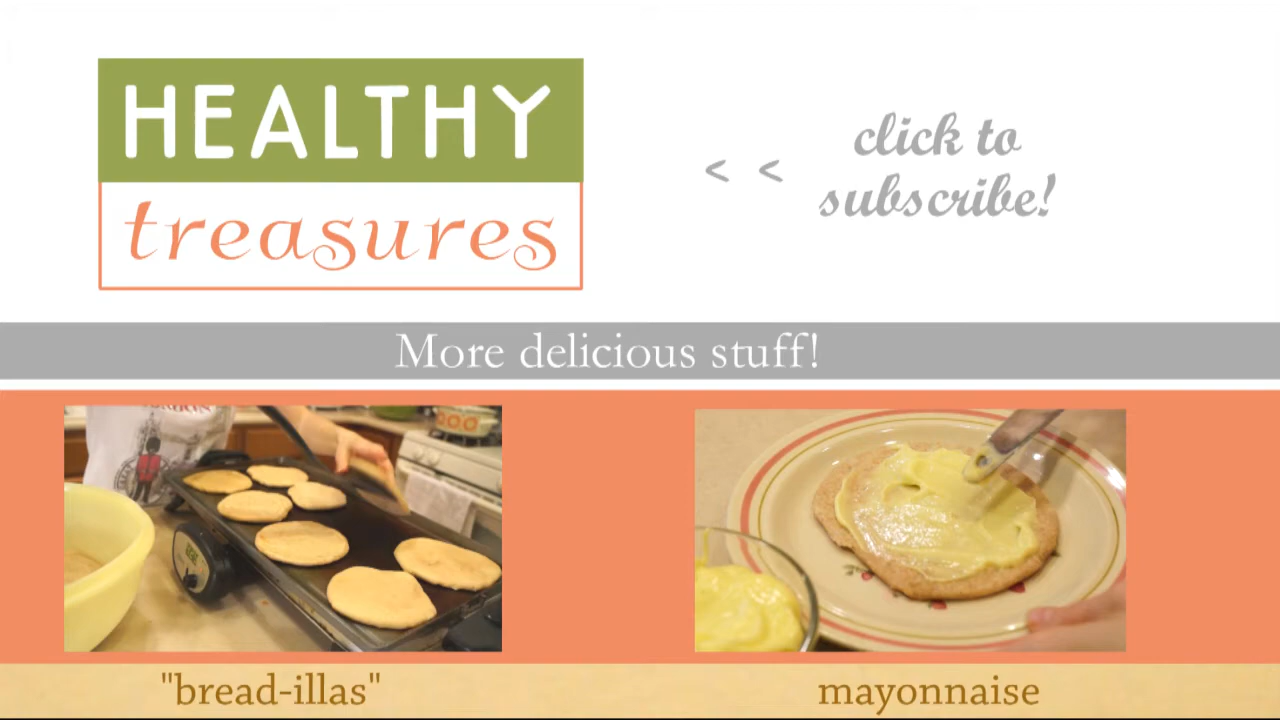 HEALTHY
treasures
< < click to
subscribe!
More delicious stuff!
"bread-illas"
mayonnaise